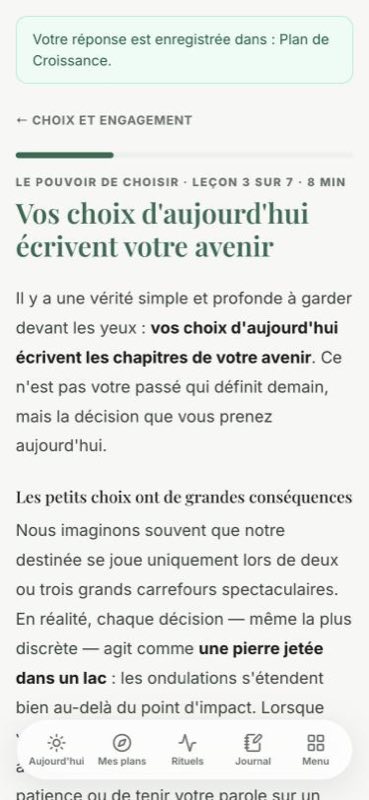 Votre réponse est enregistrée dans : Plan de
Croissance.
← CHOIX ET ENGAGEMENT
LE POUVOIR DE CHOISIR · LEÇON 3 SUR 7 · 8 MIN
Vos choix d'aujourd'hui
écrivent votre avenir
Il y a une vérité simple et profonde à garder
devant les yeux : vos choix d'aujourd'hui
écrivent les chapitres de votre avenir. Ce
n'est pas votre passé qui définit demain,
mais la décision que vous prenez
aujourd'hui.
Les petits choix ont de grandes conséquences
Nous imaginons souvent que notre
destinée se joue uniquement lors de deux
ou trois grands carrefours spectaculaires.
En réalité, chaque décision — même la plus
discrète — agit comme une pierre jetée
dans un lac : les ondulations s'étendent
bien au-delà du point d'impact. Lorsque
Aujourd'hui Mes plans Rituels Journal Menu
patience ou de tenir votre parole sur un